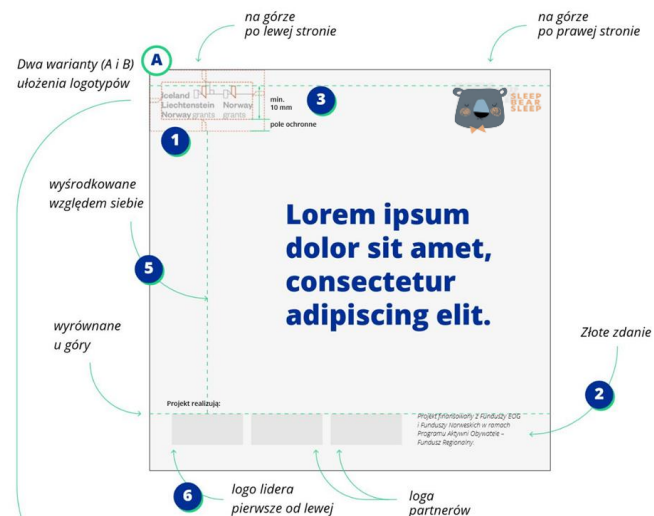 na górze
po lewej stronie
na górze
po prawej stronie
Dwa warianty (A i B)
ułożenia logotypów
A
Iceland
Liechtenstein Norway
Norway grants grants
min.
10 mm
3
SLEEP
BEAR
SLEEP
pole ochronne
1
wyśrodkowane
względem siebie
Lorem ipsum
dolor sit amet,
consectetur
adipiscing elit.
5
wyrównane
u góry
Złote zdanie
2
Projekt realizują:
Projekt finansowany z Funduszy EOG
i Funduszy Norweskich w ramach
Programu Aktywni Obywatele –
Fundusz Regionalny
6
logo lidera
pierwsze od lewej
loga
partnerów